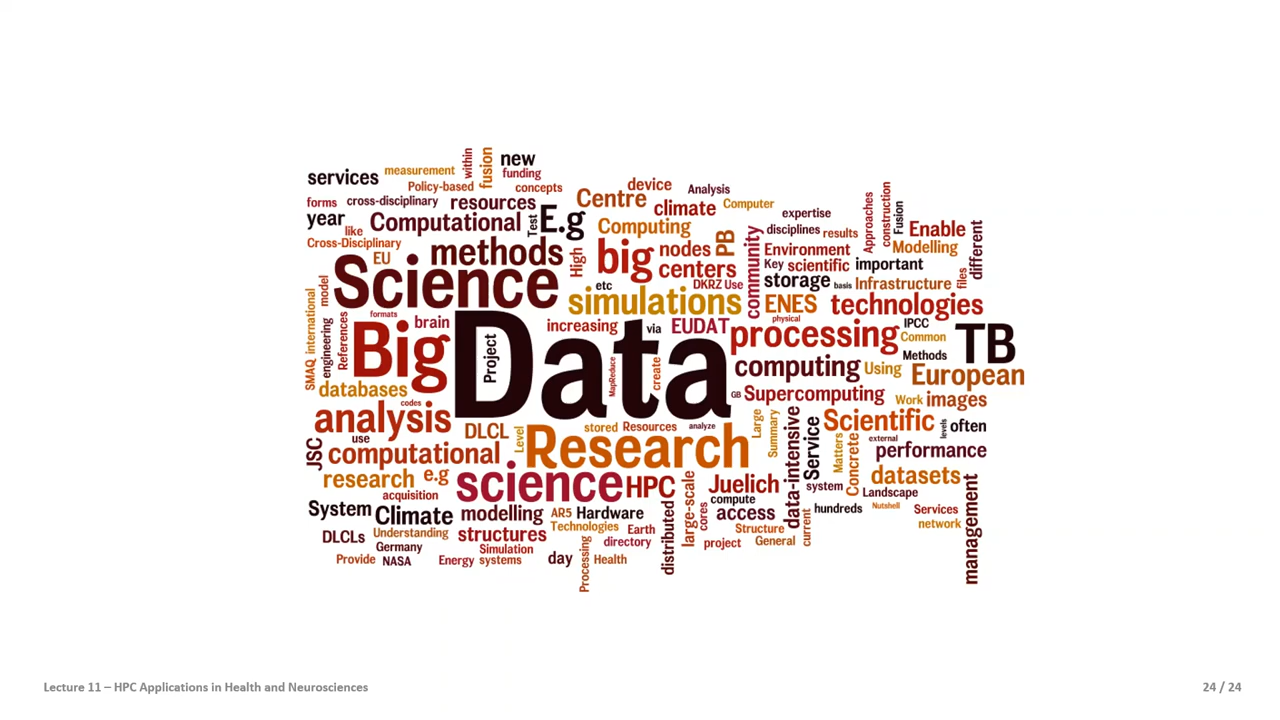 services
measurement
within
fusion
new
funding
forms
cross-disciplinary
Policy-based
resources
concepts
Centre
device
Analysis
year
like
Computational
Test
E.g
Computing
climate
Computer
expertise
Approaches
construction
Fusion
Enable
Modelling
different
Cross-Disciplinary
EU
methods
High
big
nodes
PB
community
disciplines
results
Environment
Key
scientific
important
centers
DKRZ
Use
storage
basis
Infrastructure
files
international
model
Science
etc
simulations
ENES
technologies
formats
brain
increasing
via
EUDAT
physical
processing
IPCC
Common
TB
SMAQ
engineering
References
Big
Project
Data
MapReduce
create
computing
Using
Methods
European
databases
codes
GB
Supercomputing
Work
images
analysis
use
DLCL
Level
stored
Resources
analyze
Large
Summary
data-intensive
Service
Scientific
levels
often
JSC
computational
Research
Matters
Concrete
external
performance
research
e.g
science
HPC
large-scale
Juelich
system
datasets
acquisition
compute
Landscape
System
Climate
modelling
AR5
Hardware
distributed
cores
access
hundreds
Nutshell
Services
network
management
DLCLs
Understanding
structures
Technologies
Earth
directory
Structure
General
current
Germany
Simulation
project
Provide
NASA
Energy
systems
day
Processing
Health
Lecture 11 – HPC Applications in Health and Neurosciences
24 / 24